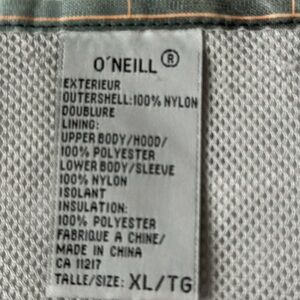 O'NEILL ®
EXTERIEUR
OUTERSHELL:100% NYLON
DOUBLURE
LINING:
UPPER BODY/HOOD/
100% POLYESTER
LOWER BODY/SLEEVE
100% NYLON
ISOLANT
INSULATION:
100% POLYESTER
FABRIQUE A CHINE/
MADE IN CHINA
CA 11217
TALLE/SIZE: XL/TG